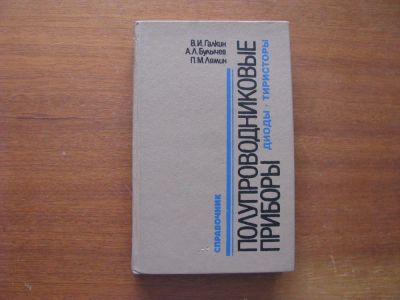 В.И.Галкин
А.Л.Булычев
П.М.Лямин
СПРАВОЧНИК
ПОЛУПРОВОДНИКОВЫЕ
ПРИБОРЫ
ДИОДЫ · ТИРИСТОРЫ